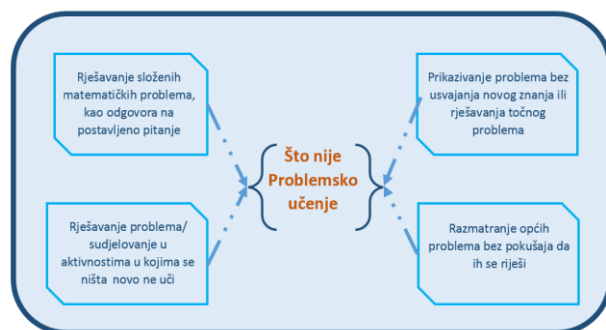 Rješavanje složenih
matematičkih problema,
kao odgovora na
postavljeno pitanje
Prikazivanje problema bez
usvajanja novog znanja ili
rješavanja točnog
problema
Što nije
Problemsko
učenje
Rješavanje problema/
sudjelovanje u
aktivnostima u kojima se
ništa novo ne uči
Razmatranje općih
problema bez pokušaja da
ih se riješi